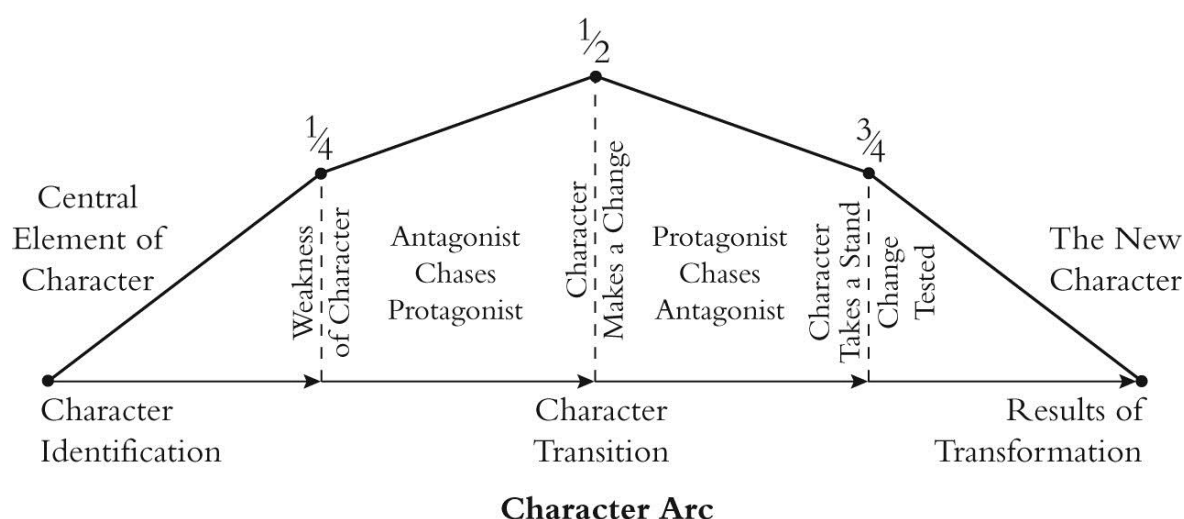 1/2
1/4
3/4
Central
Element of
Character
Weakness
of Character
Antagonist
Chases
Protagonist
Character
Makes a Change
Protagonist
Chases
Antagonist
Character
Takes a Stand
Change
Tested
The New
Character
Character
Identification
Character
Transition
Results of
Transformation
Character Arc